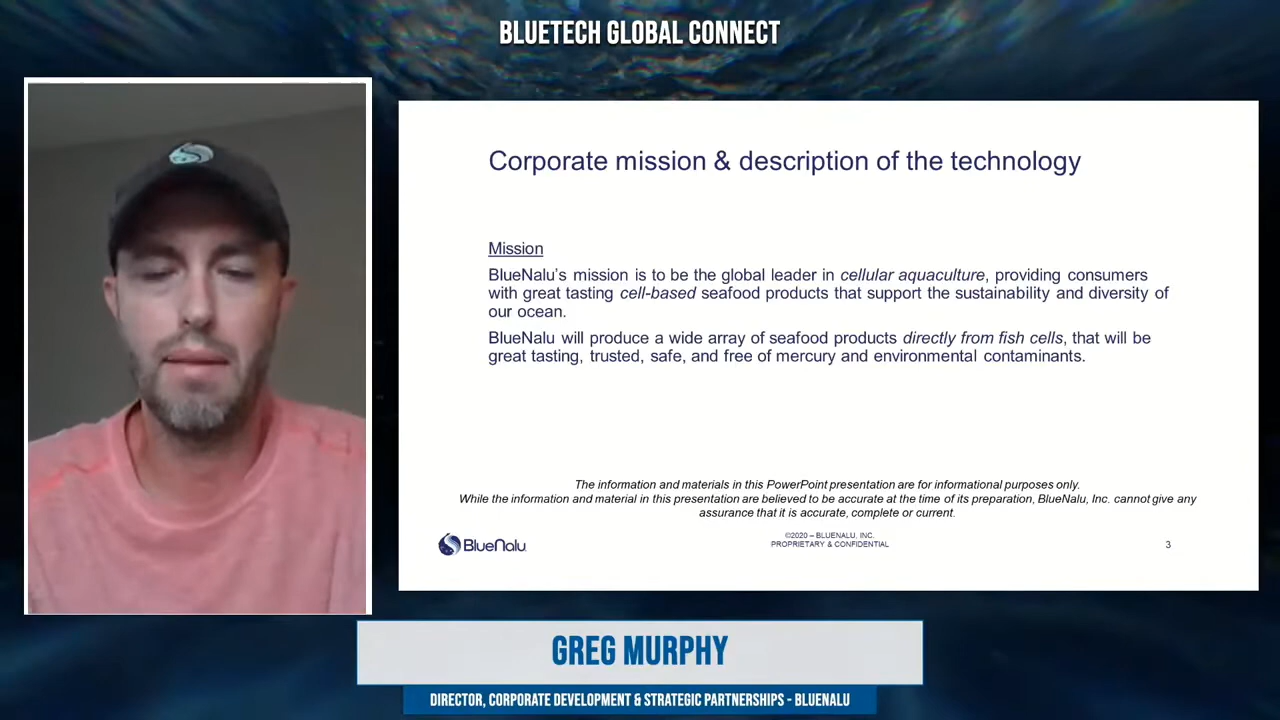 BLUETECH GLOBAL CONNECT
Corporate mission & description of the technology
Mission
BlueNalu's mission is to be the global leader in cellular aquaculture, providing consumers
with great tasting cell-based seafood products that support the sustainability and diversity of
our ocean.
BlueNalu will produce a wide array of seafood products directly from fish cells, that will be
great tasting, trusted, safe, and free of mercury and environmental contaminants.
The information and materials in this PowerPoint presentation are for informational purposes only.
While the information and material in this presentation are believed to be accurate at the time of its preparation, BlueNalu, Inc. cannot give any
assurance that it is accurate, complete or current.
BlueNalu
©2020 – BLUENALU, INC.
PROPRIETARY & CONFIDENTIAL
3
GREG MURPHY
DIRECTOR, CORPORATE DEVELOPMENT & STRATEGIC PARTNERSHIPS - BLUENALU